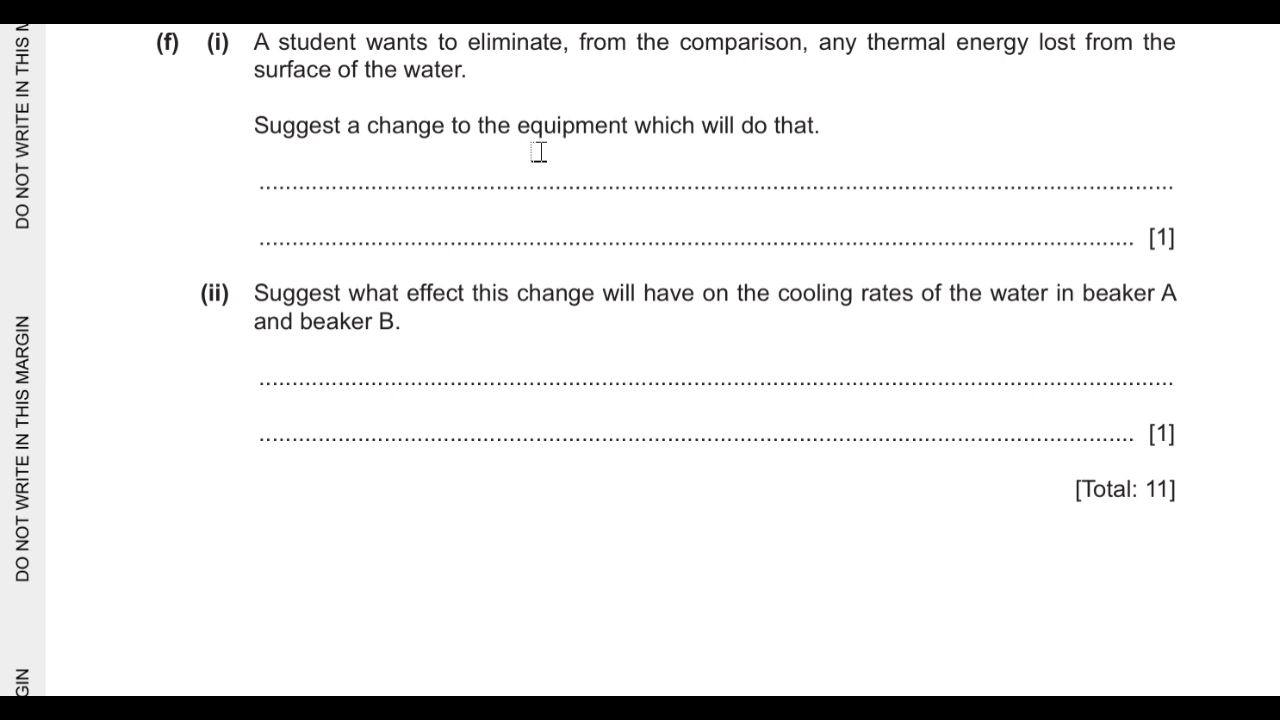 (f) (i) A student wants to eliminate, from the comparison, any thermal energy lost from the
surface of the water.
Suggest a change to the equipment which will do that.
..........................................................................................................................................
.................................................................................................................................... [1]
(ii) Suggest what effect this change will have on the cooling rates of the water in beaker A
and beaker B.
..........................................................................................................................................
.................................................................................................................................... [1]
[Total: 11]
DO NOT WRITE IN THIS M
DO NOT WRITE IN THIS MARGIN
GIN